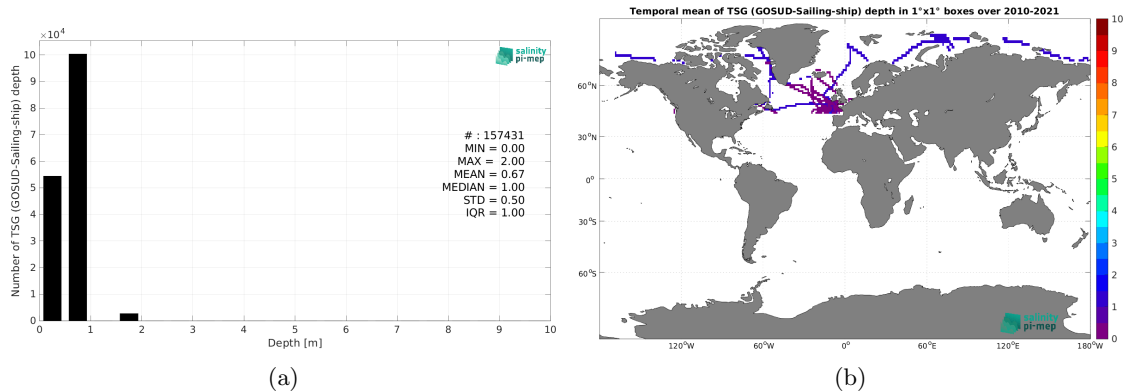 ×10⁴
10
9
8
7
6
5
4
3
2
1
0
Number of TSG (GOSUD-Sailing-ship) depth
salinity
pi-mep
# : 157431
MIN = 0.00
MAX = 2.00
MEAN = 0.67
MEDIAN = 1.00
STD = 0.50
IQR = 1.00
0 1 2 3 4 5 6 7 8 9 10
Depth [m]
(a)
Temporal mean of TSG (GOSUD-Sailing-ship) depth in 1°x1° boxes over 2010-2021
60°N
30°N
0°
30°S
60°S
120°W 60°W 0° 60°E 120°E 180°W
salinity
pi-mep
10
9
8
7
6
5
4
3
2
1
0
(b)